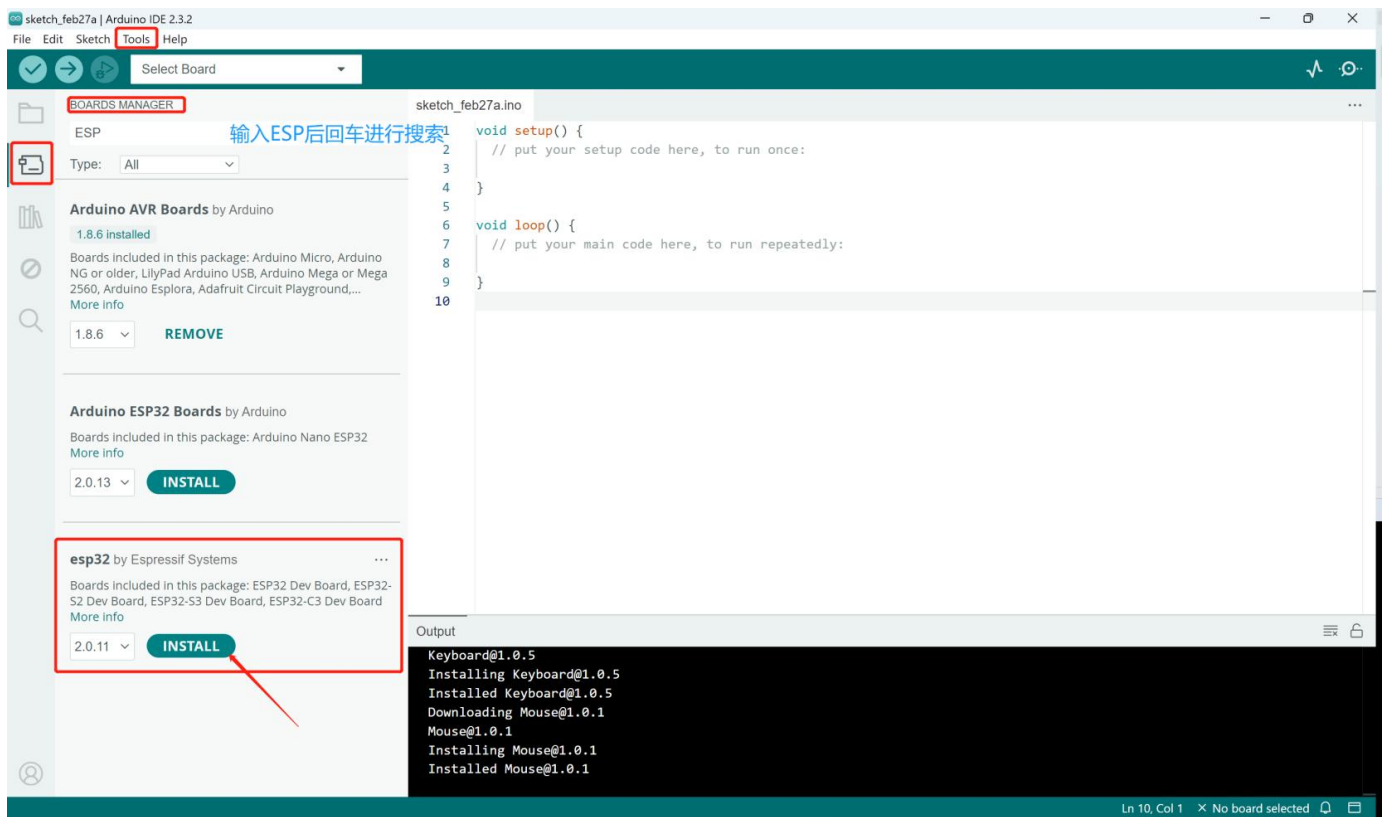 sketch_feb27a | Arduino IDE 2.3.2
File Edit Sketch Tools Help
Select Board
BOARDS MANAGER
ESP
输入ESP后回车进行搜索
Type: All
Arduino AVR Boards by Arduino
1.8.6 installed
Boards included in this package: Arduino Micro, Arduino
NG or older, LilyPad Arduino USB, Arduino Mega or Mega
2560, Arduino Esplora, Adafruit Circuit Playground,...
More info
1.8.6 REMOVE
Arduino ESP32 Boards by Arduino
Boards included in this package: Arduino Nano ESP32
More info
2.0.13 INSTALL
esp32 by Espressif Systems ...
Boards included in this package: ESP32 Dev Board, ESP32-
S2 Dev Board, ESP32-S3 Dev Board, ESP32-C3 Dev Board
More info
2.0.11 INSTALL
sketch_feb27a.ino ...
1 void setup() {
2 // put your setup code here, to run once:
3
4 }
5
6 void loop() {
7 // put your main code here, to run repeatedly:
8
9 }
10
Output
Keyboard@1.0.5
Installing Keyboard@1.0.5
Installed Keyboard@1.0.5
Downloading Mouse@1.0.1
Mouse@1.0.1
Installing Mouse@1.0.1
Installed Mouse@1.0.1
Ln 10, Col 1 × No board selected